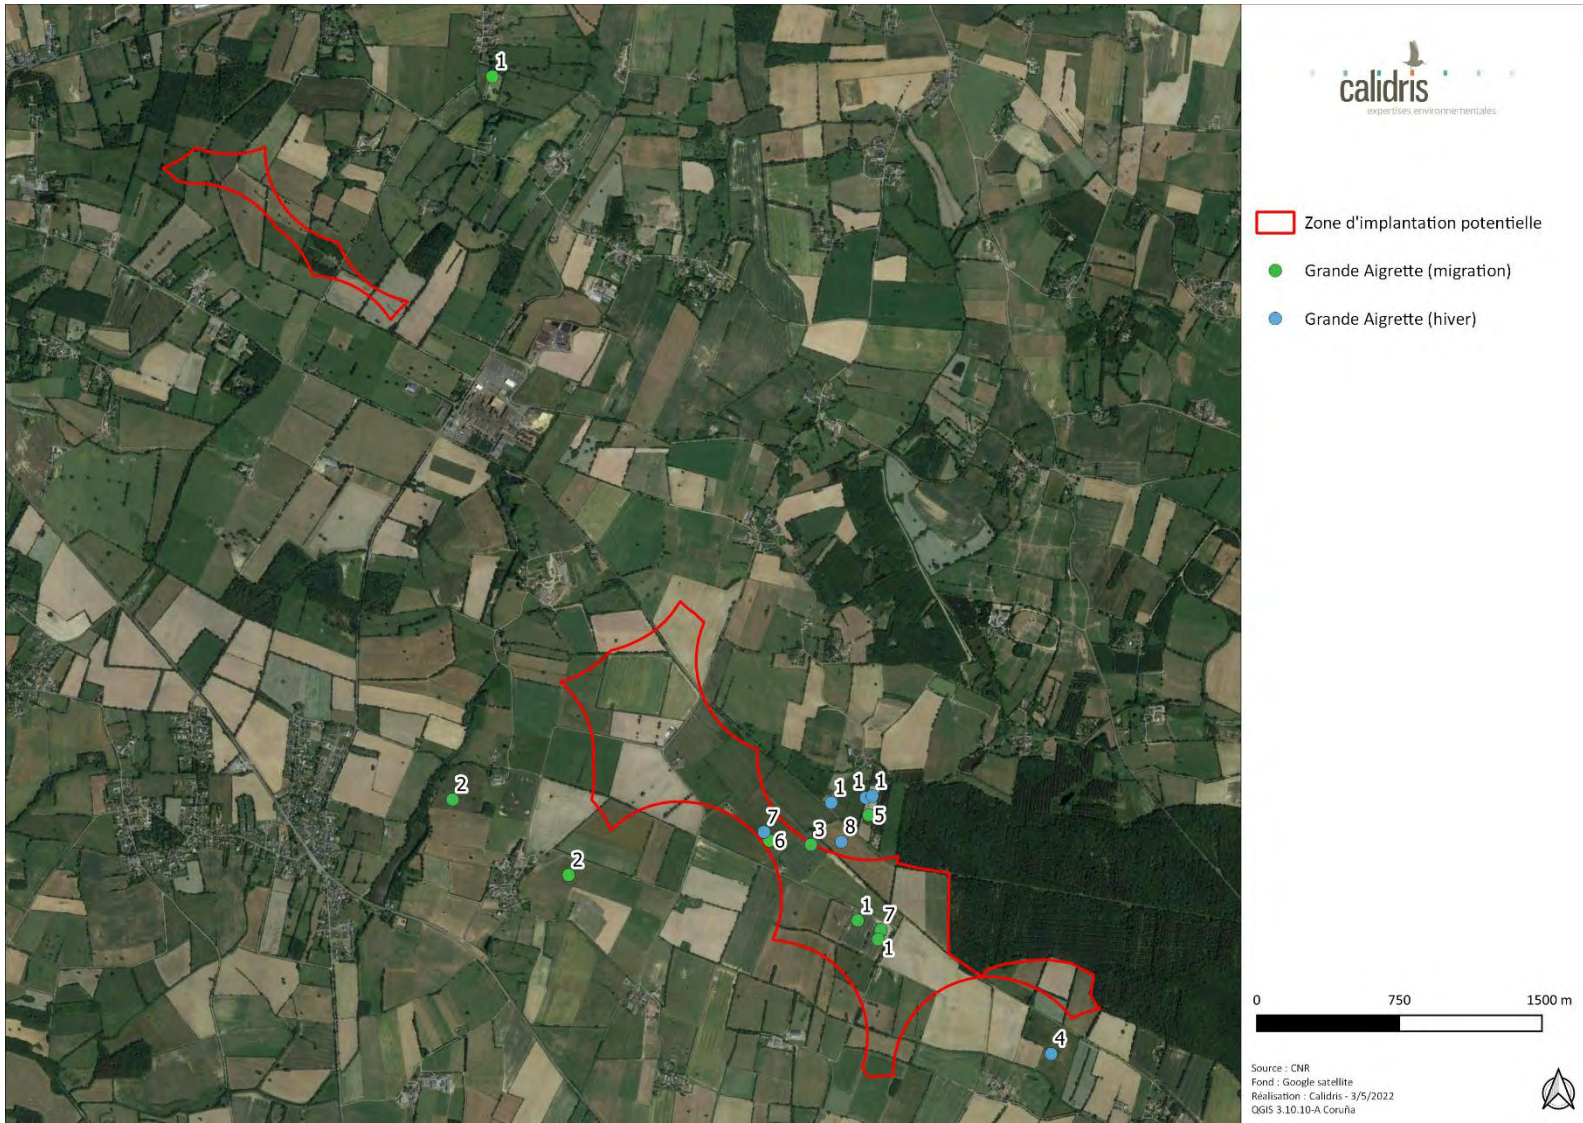 1
2
2
7
6
3
8
1
1
1
5
1
7
1
4
calidris
expertises environnementales
Zone d'implantation potentielle
Grande Aigrette (migration)
Grande Aigrette (hiver)
0 750 1500 m
Source : CNR
Fond : Google satellite
Réalisation : Calidris - 3/5/2022
QGIS 3.10.10-A Coruña